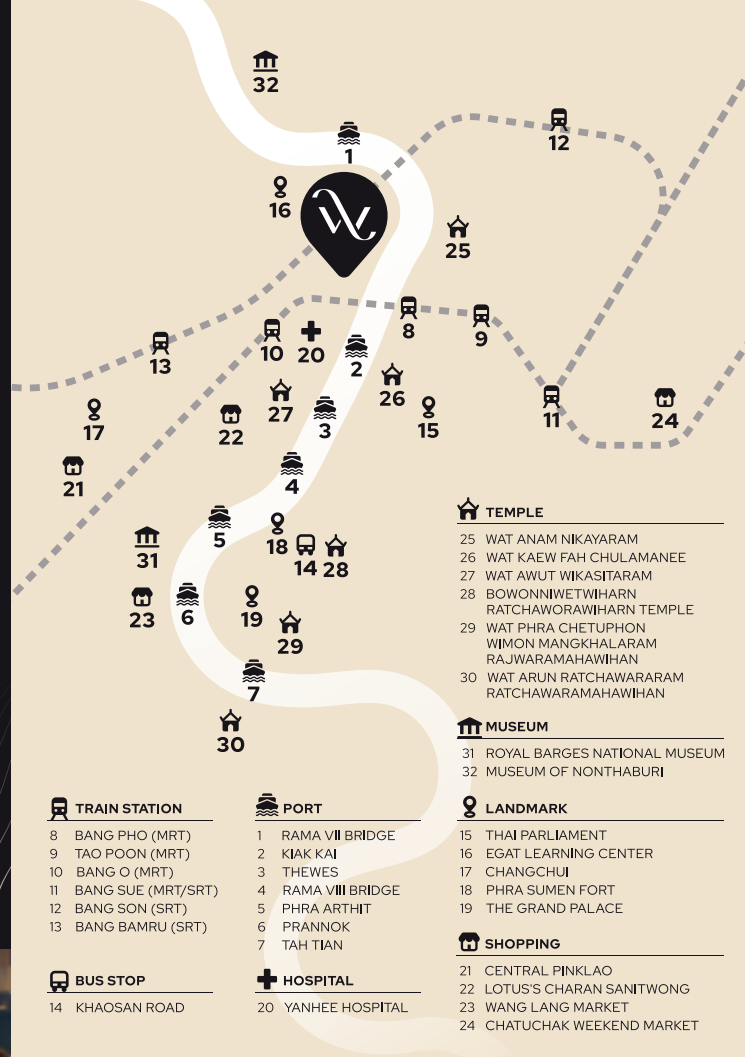 32
1
12
16
25
8
9
10
20
2
13
26
27
3
15
11
24
17
22
21
4
5
18
14
28
31
23
6
19
29
7
30
TEMPLE
25 WAT ANAM NIKAYARAM
26 WAT KAEW FAH CHULAMANEE
27 WAT AWUT WIKASITARAM
28 BOWONNIWETWIHARN
RATCHAWORAWIHARN TEMPLE
29 WAT PHRA CHETUPHON
WIMON MANGKHALARAM
RAJWARAMAHAWIHAN
30 WAT ARUN RATCHAWARARAM
RATCHAWARAMAHAWIHAN
MUSEUM
31 ROYAL BARGES NATIONAL MUSEUM
32 MUSEUM OF NONTHABURI
TRAIN STATION
8 BANG PHO (MRT)
9 TAO POON (MRT)
10 BANG O (MRT)
11 BANG SUE (MRT/SRT)
12 BANG SON (SRT)
13 BANG BAMRU (SRT)
BUS STOP
14 KHAOSAN ROAD
PORT
1 RAMA VII BRIDGE
2 KIAK KAI
3 THEWES
4 RAMA VIII BRIDGE
5 PHRA ARTHIT
6 PRANNOK
7 TAH TIAN
HOSPITAL
20 YANHEE HOSPITAL
LANDMARK
15 THAI PARLIAMENT
16 EGAT LEARNING CENTER
17 CHANGCHUI
18 PHRA SUMEN FORT
19 THE GRAND PALACE
SHOPPING
21 CENTRAL PINKLAO
22 LOTUS'S CHARAN SANITWONG
23 WANG LANG MARKET
24 CHATUCHAK WEEKEND MARKET